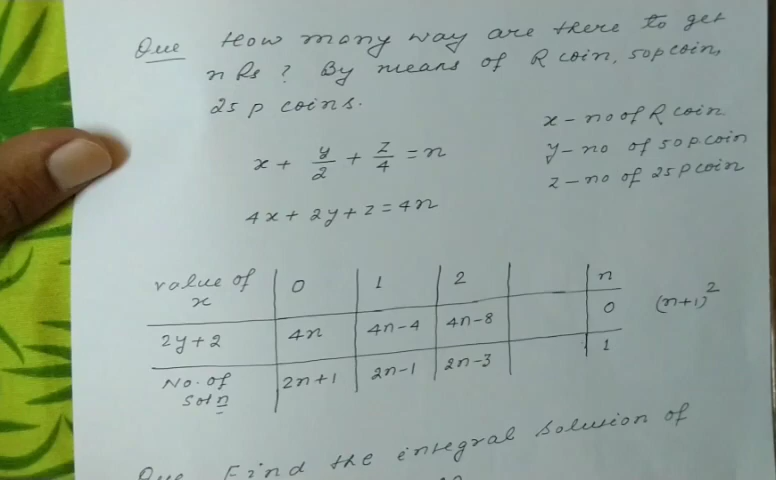 Que How many way are there to get
n Rs ? By means of R coin, 50p coin,
25 p coins.
x - no of R coin
y - no of 50 p coin
z - no of 25 p coin
x + y/2 + z/4 = n
4x + 2y + z = 4n
value of x | 0 | 1 | 2 | | n
2y + z | 4n | 4n-4 | 4n-8 | | 0 (n+1)²
No. of Solⁿ | 2n+1 | 2n-1 | 2n-3 | | 1
Que Find the integral solution of